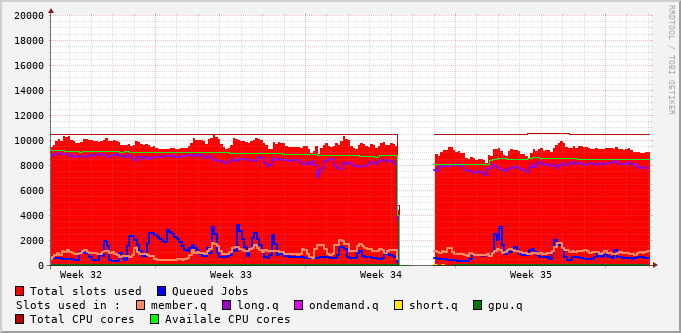 20000
18000
16000
14000
12000
10000
8000
6000
4000
2000
0
Week 32 Week 33 Week 34 Week 35
RRDTOOL / TOBI OETIKER
Total slots used Queued Jobs
Slots used in : member.q long.q ondemand.q short.q gpu.q
Total CPU cores Availale CPU cores